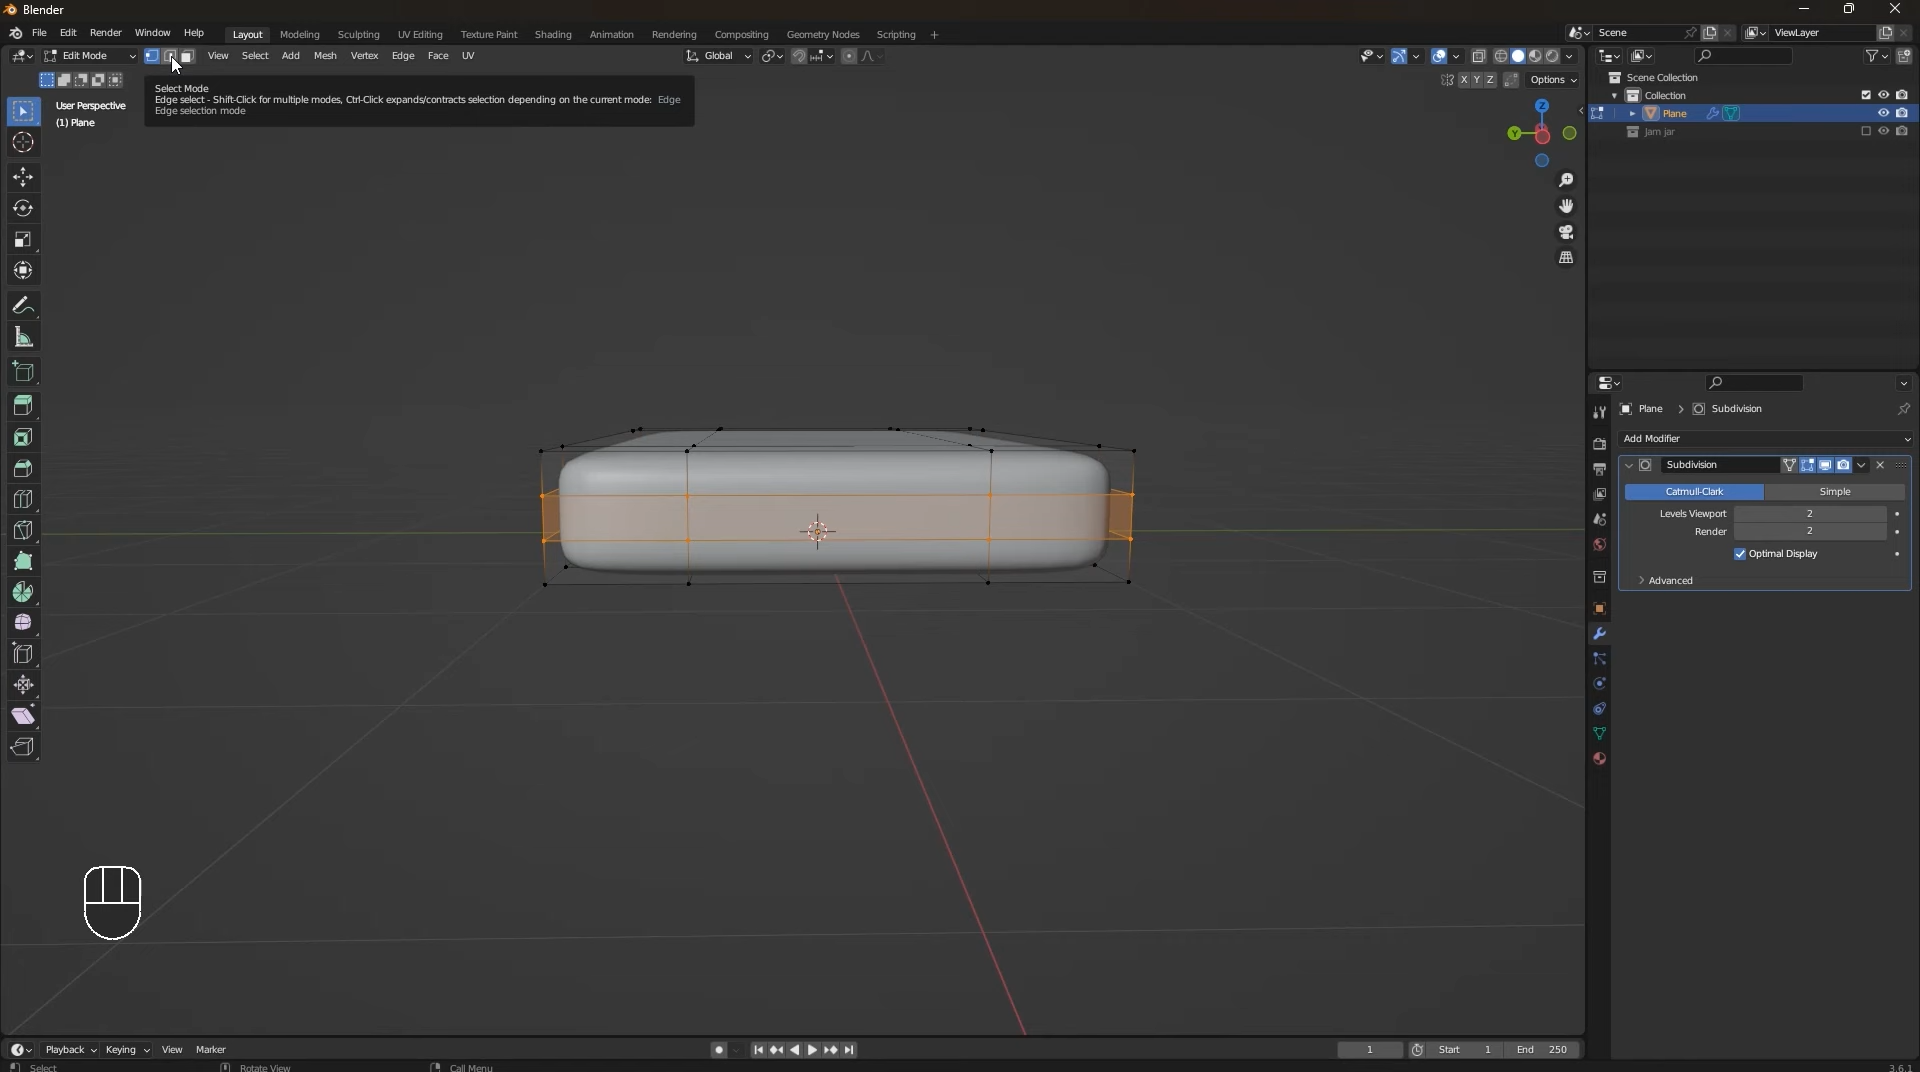 Blender
File Edit Render Window Help Layout Modeling Sculpting UV Editing Texture Paint Shading Animation Rendering Compositing Geometry Nodes Scripting + Scene ViewLayer
Edit Mode View Select Add Mesh Vertex Edge Face UV Global
X Y Z Options
Select Mode
Edge select - Shift-Click for multiple modes, Ctrl-Click expands/contracts selection depending on the current mode: Edge
Edge selection mode
User Perspective
(1) Plane
Z
Y
Scene Collection
Collection
Plane
Jam jar
Plane > Subdivision
Add Modifier
Subdivision
Catmull-Clark Simple
Levels Viewport 2
Render 2
Optimal Display
Advanced
Playback Keying View Marker 1 Start 1 End 250
Select Rotate View Call Menu 3.6.1